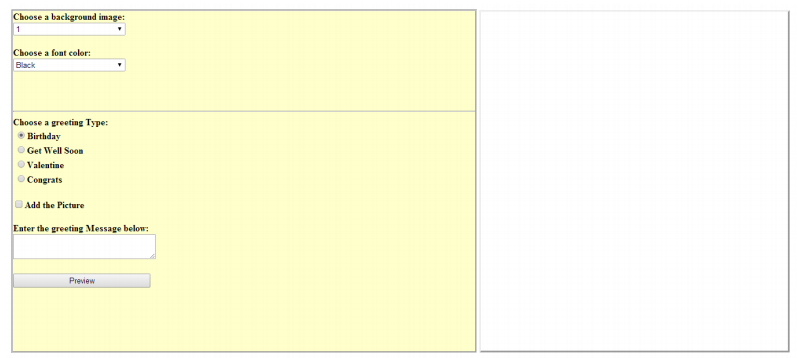 Choose a background image:
1
Choose a font color:
Black
Choose a greeting Type:
Birthday
Get Well Soon
Valentine
Congrats
Add the Picture
Enter the greeting Message below:
Preview